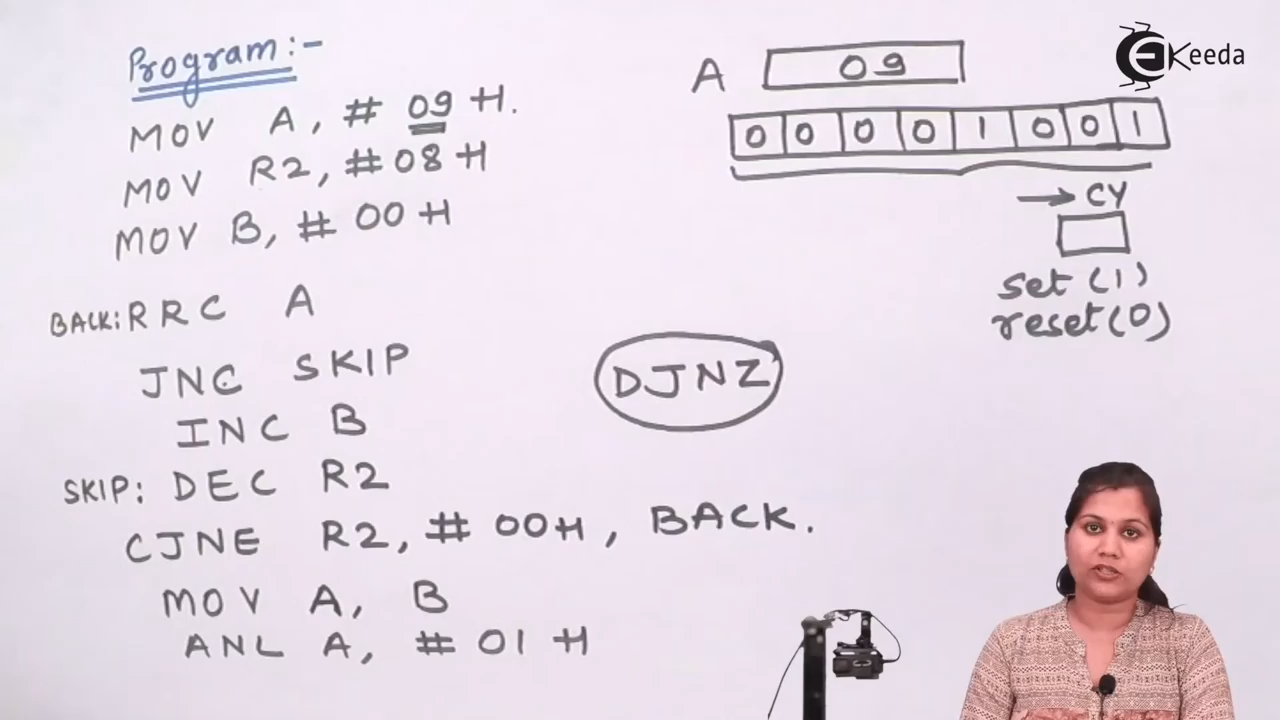 Program:-
MOV A, # 09 H.
MOV R2, # 08 H
MOV B, # 00 H
BACK: RRC A
JNC SKIP
INC B
SKIP: DEC R2
CJNE R2, # 00H, BACK.
MOV A, B
ANL A, # 01 H
A 09
0 0 0 0 1 0 0 1
→ CY
set (1)
reset (0)
DJNZ
EKeeda